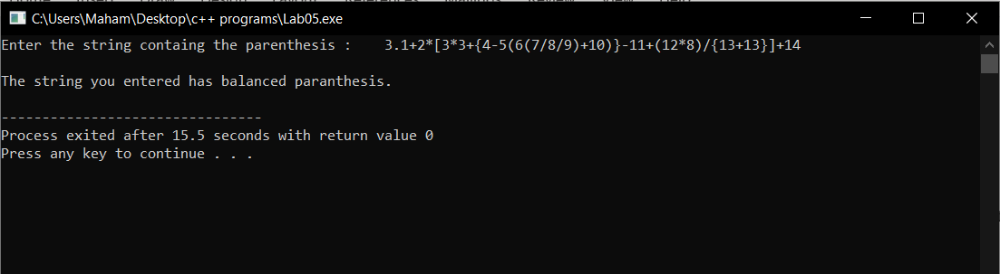 C:\Users\Maham\Desktop\c++ programs\Lab05.exe
Enter the string containg the parenthesis :    3.1+2*[3*3+{4-5(6(7/8/9)+10)}-11+(12*8)/{13+13}]+14
The string you entered has balanced paranthesis.
--------------------------------
Process exited after 15.5 seconds with return value 0
Press any key to continue . . .